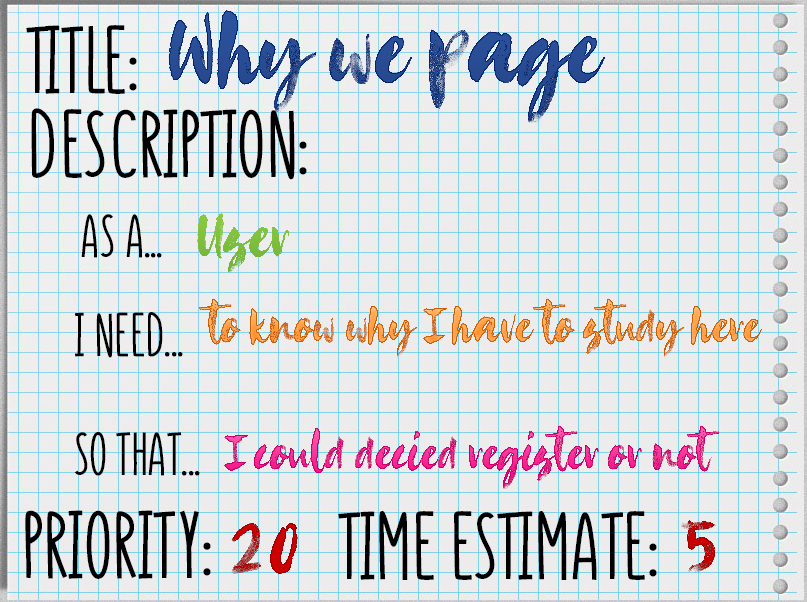 TITLE: Why we page
DESCRIPTION:
AS A... User
I NEED... to know why I have to study here
SO THAT... I could decied register or not
PRIORITY: 20 TIME ESTIMATE: 5